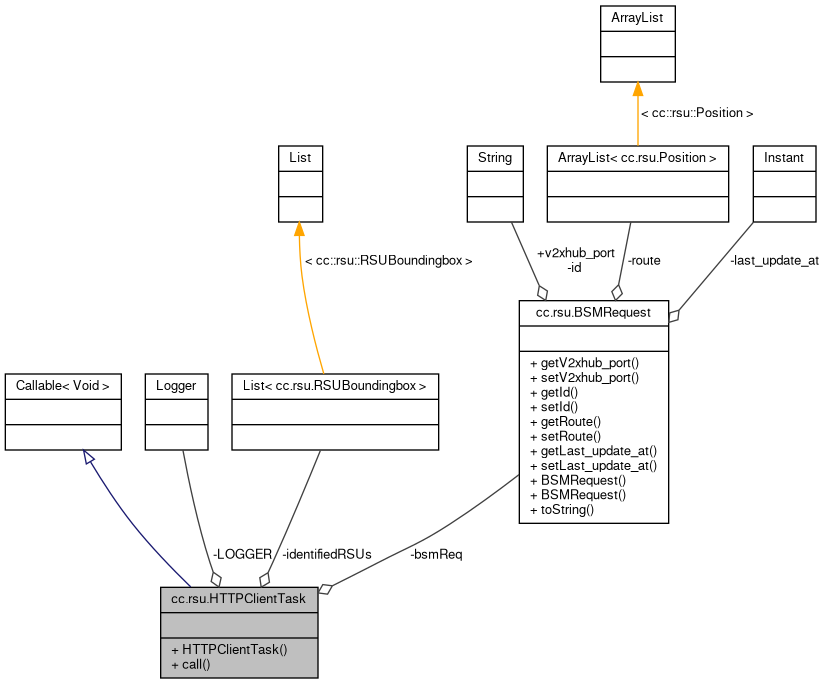 ArrayList
< cc::rsu::Position >
List
String
ArrayList< cc.rsu.Position >
Instant
< cc::rsu::RSUBoundingbox >
+v2xhub_port
-id
-route
-last_update_at
cc.rsu.BSMRequest
+ getV2xhub_port()
+ setV2xhub_port()
+ getId()
+ setId()
+ getRoute()
+ setRoute()
+ getLast_update_at()
+ setLast_update_at()
+ BSMRequest()
+ BSMRequest()
+ toString()
Callable< Void >
Logger
List< cc.rsu.RSUBoundingbox >
-LOGGER
-identifiedRSUs
-bsmReq
cc.rsu.HTTPClientTask
+ HTTPClientTask()
+ call()